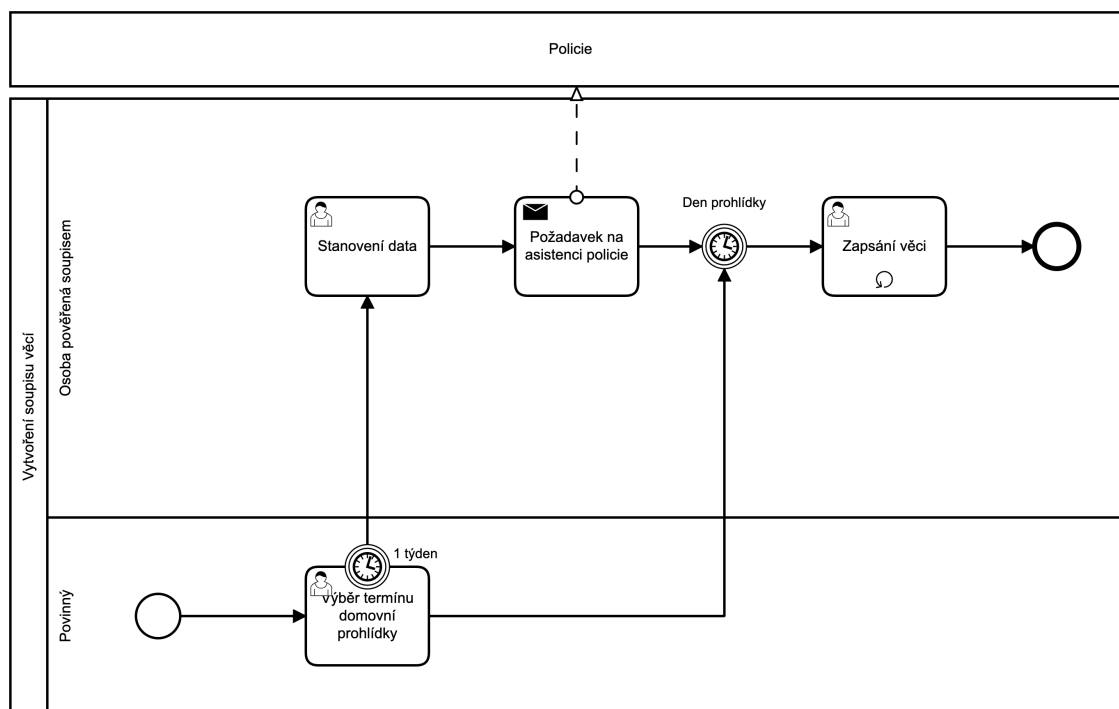 Policie
Vytvoření soupisu věcí
Osoba pověřená soupisem
Stanovení data
Požadavek na
asistenci policie
Den prohlídky
Zapsání věci
Povinný
1 týden
Výběr termínu
domovní
prohlídky